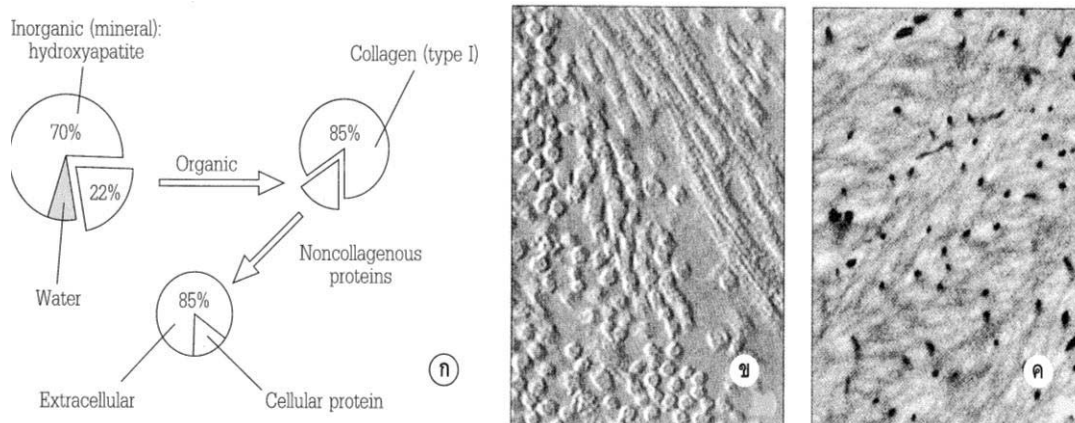 Inorganic (mineral):
hydroxyapatite
70%
22%
Water
Organic
Collagen (type I)
85%
Noncollagenous
proteins
85%
Extracellular
Cellular protein
ก
ข
ค